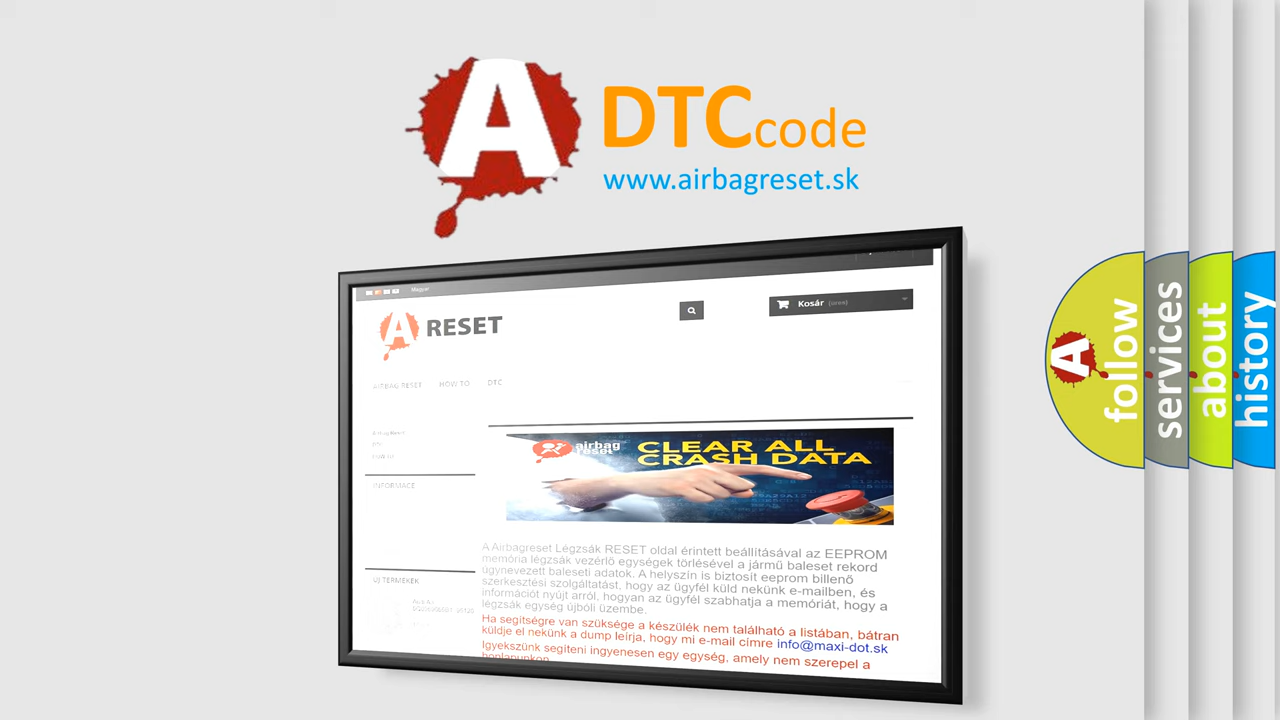 A
DTC code
www.airbagreset.sk
Magyar
A RESET
Kosár (üres)
AIRBAG RESET HOW TO DTC
INFORMACE
ÚJ TERMÉKEK
airbag
reset
CLEAR ALL
CRASH DATA
A Airbagreset Légzsák RESET oldal érintett beállításával az EEPROM
memória légzsák vezérlő egységek törlésével a jármű baleset rekord
úgynevezett baleseti adatok. A helyszín is biztosít eeprom billenő
szerkesztési szolgáltatást, hogy az ügyfél küld nekünk e-mailben, és
információt nyújt arról, hogyan az ügyfél szabhatja a memóriát, hogy a
légzsák egység újbóli üzembe.
Ha segítségre van szüksége a készülék nem található a listában, bátran
küldje el nekünk a dump leírja, hogy mi e-mail címre info@maxi-dot.sk
Igyekszünk segíteni ingyenesen egy egység, amely nem szerepel a
honlapunkon
A
follow
services
about
history